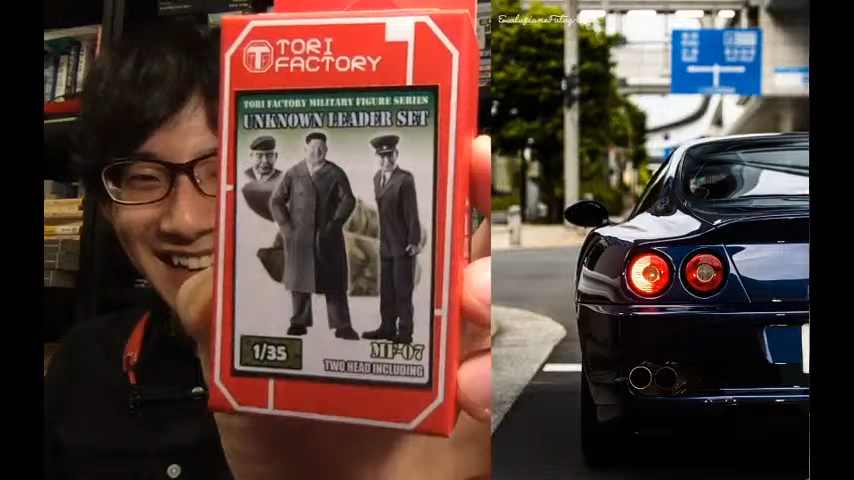 TORI
FACTORY
TORI FACTORY MILITARY FIGURE SERIES
UNKNOWN LEADER SET
1/35
MF-07
TWO HEAD INCLUDING